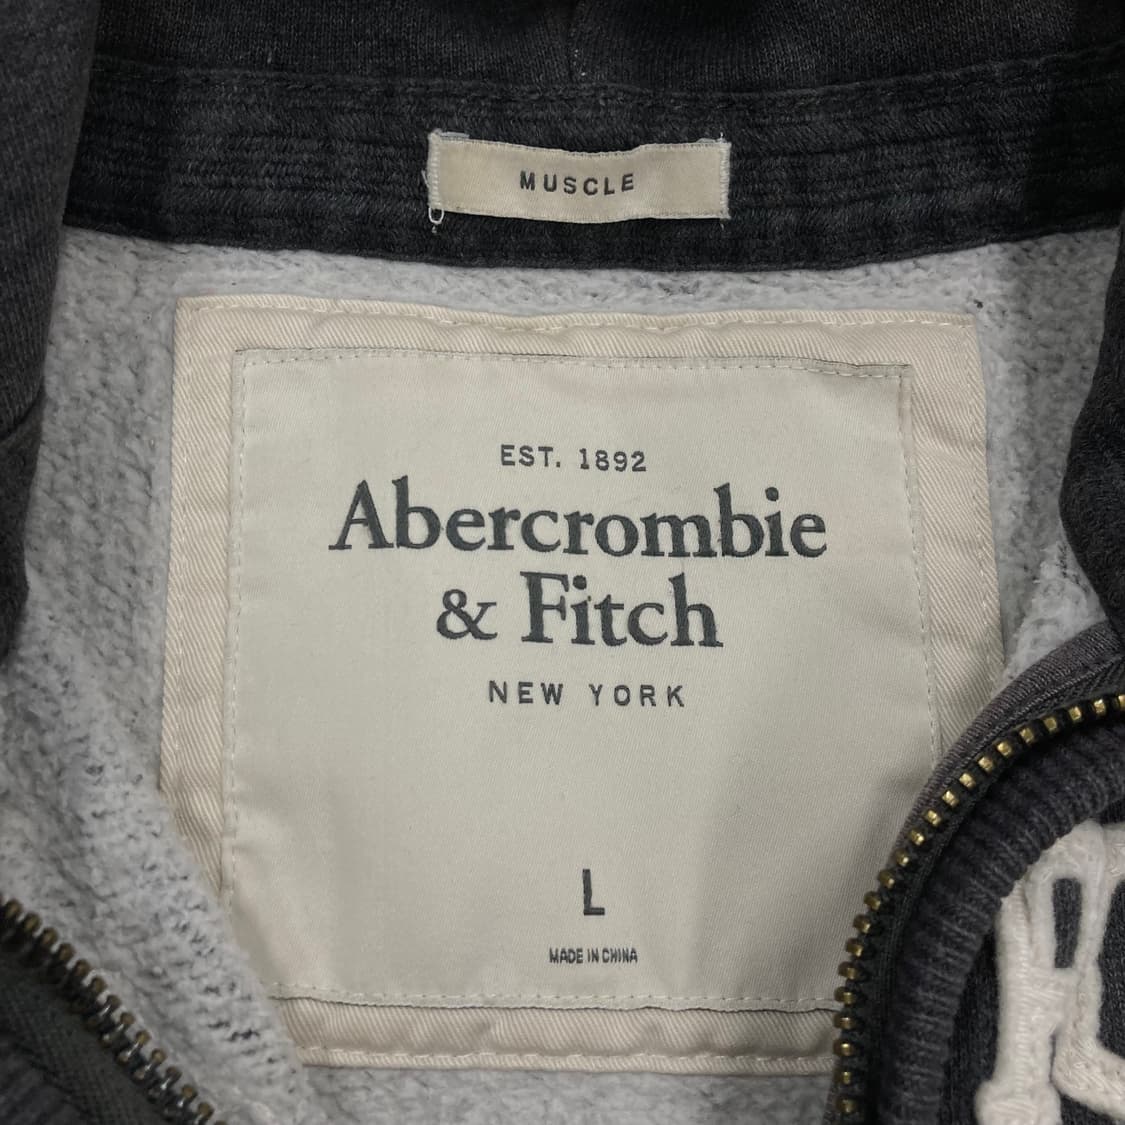 MUSCLE
EST. 1892
Abercrombie
& Fitch
NEW YORK
L
MADE IN CHINA